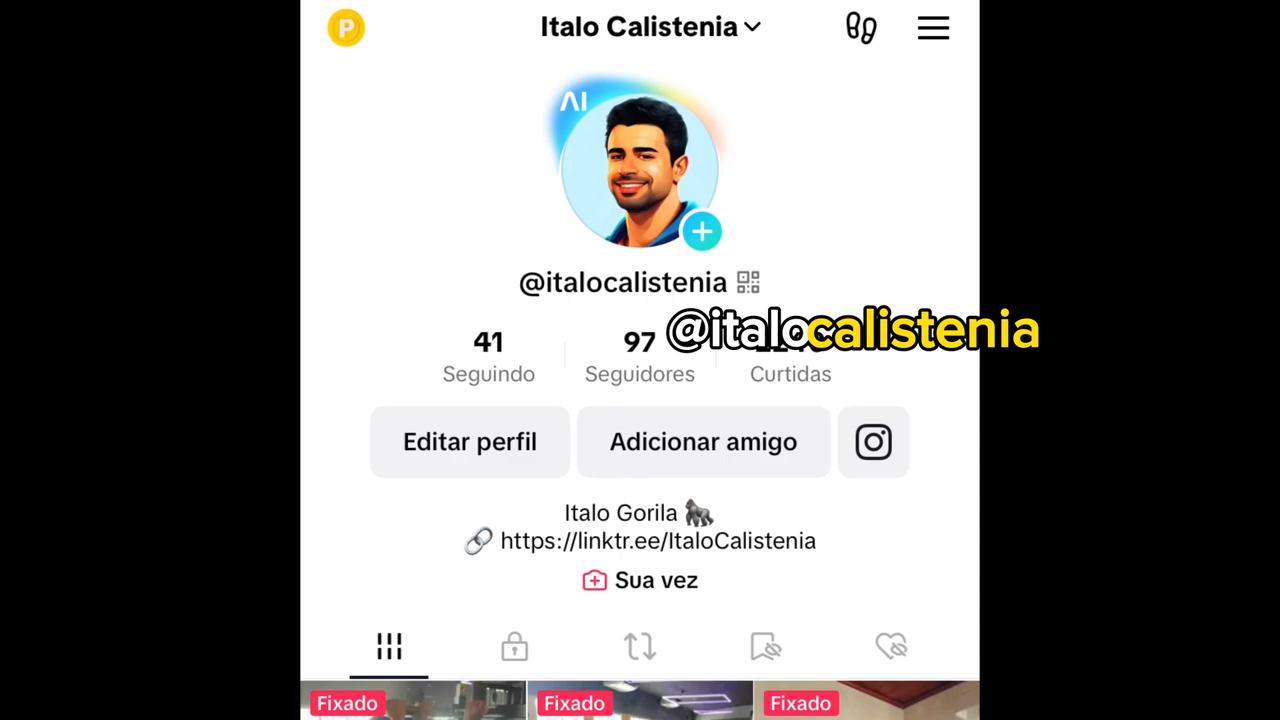 P
Italo Calistenia
AI
@italocalistenia
@italocalistenia
41
97
Seguindo
Seguidores
Curtidas
Editar perfil
Adicionar amigo
Italo Gorila
https://linktr.ee/ItaloCalistenia
Sua vez
Fixado
Fixado
Fixado